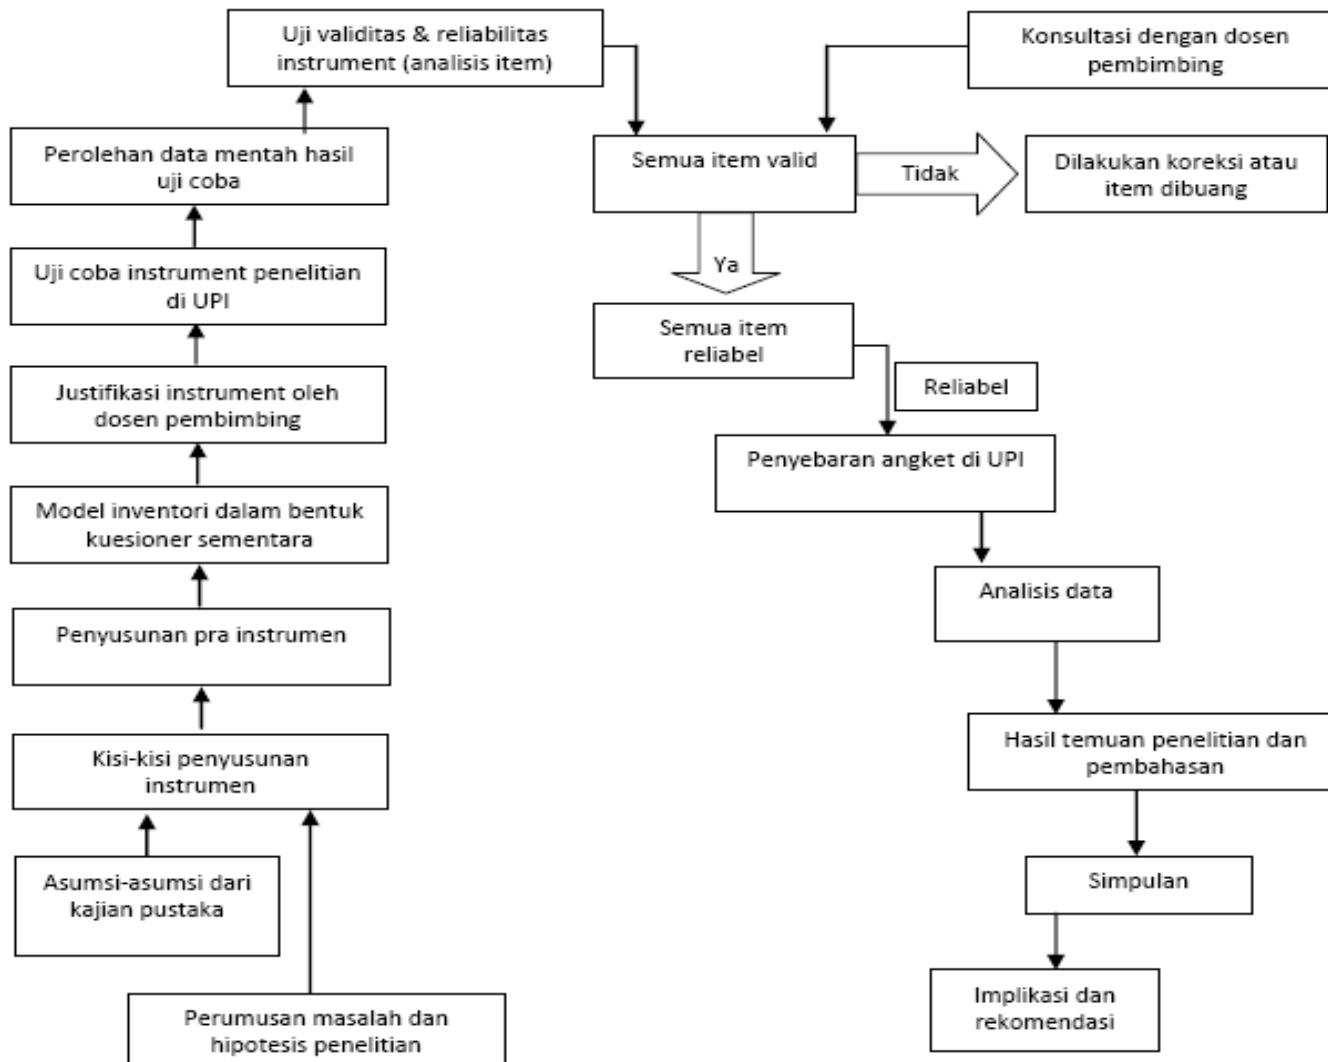 Uji validitas & reliabilitas
instrument (analisis item)
Konsultasi dengan dosen
pembimbing
Perolehan data mentah hasil
uji coba
Semua item valid
Tidak
Dilakukan koreksi atau
item dibuang
Uji coba instrument penelitian
di UPI
Ya
Semua item
reliabel
Justifikasi instrument oleh
dosen pembimbing
Reliabel
Penyebaran angket di UPI
Model inventori dalam bentuk
kuesioner sementara
Analisis data
Penyusunan pra instrumen
Kisi-kisi penyusunan
instrumen
Hasil temuan penelitian dan
pembahasan
Asumsi-asumsi dari
kajian pustaka
Simpulan
Perumusan masalah dan
hipotesis penelitian
Implikasi dan
rekomendasi